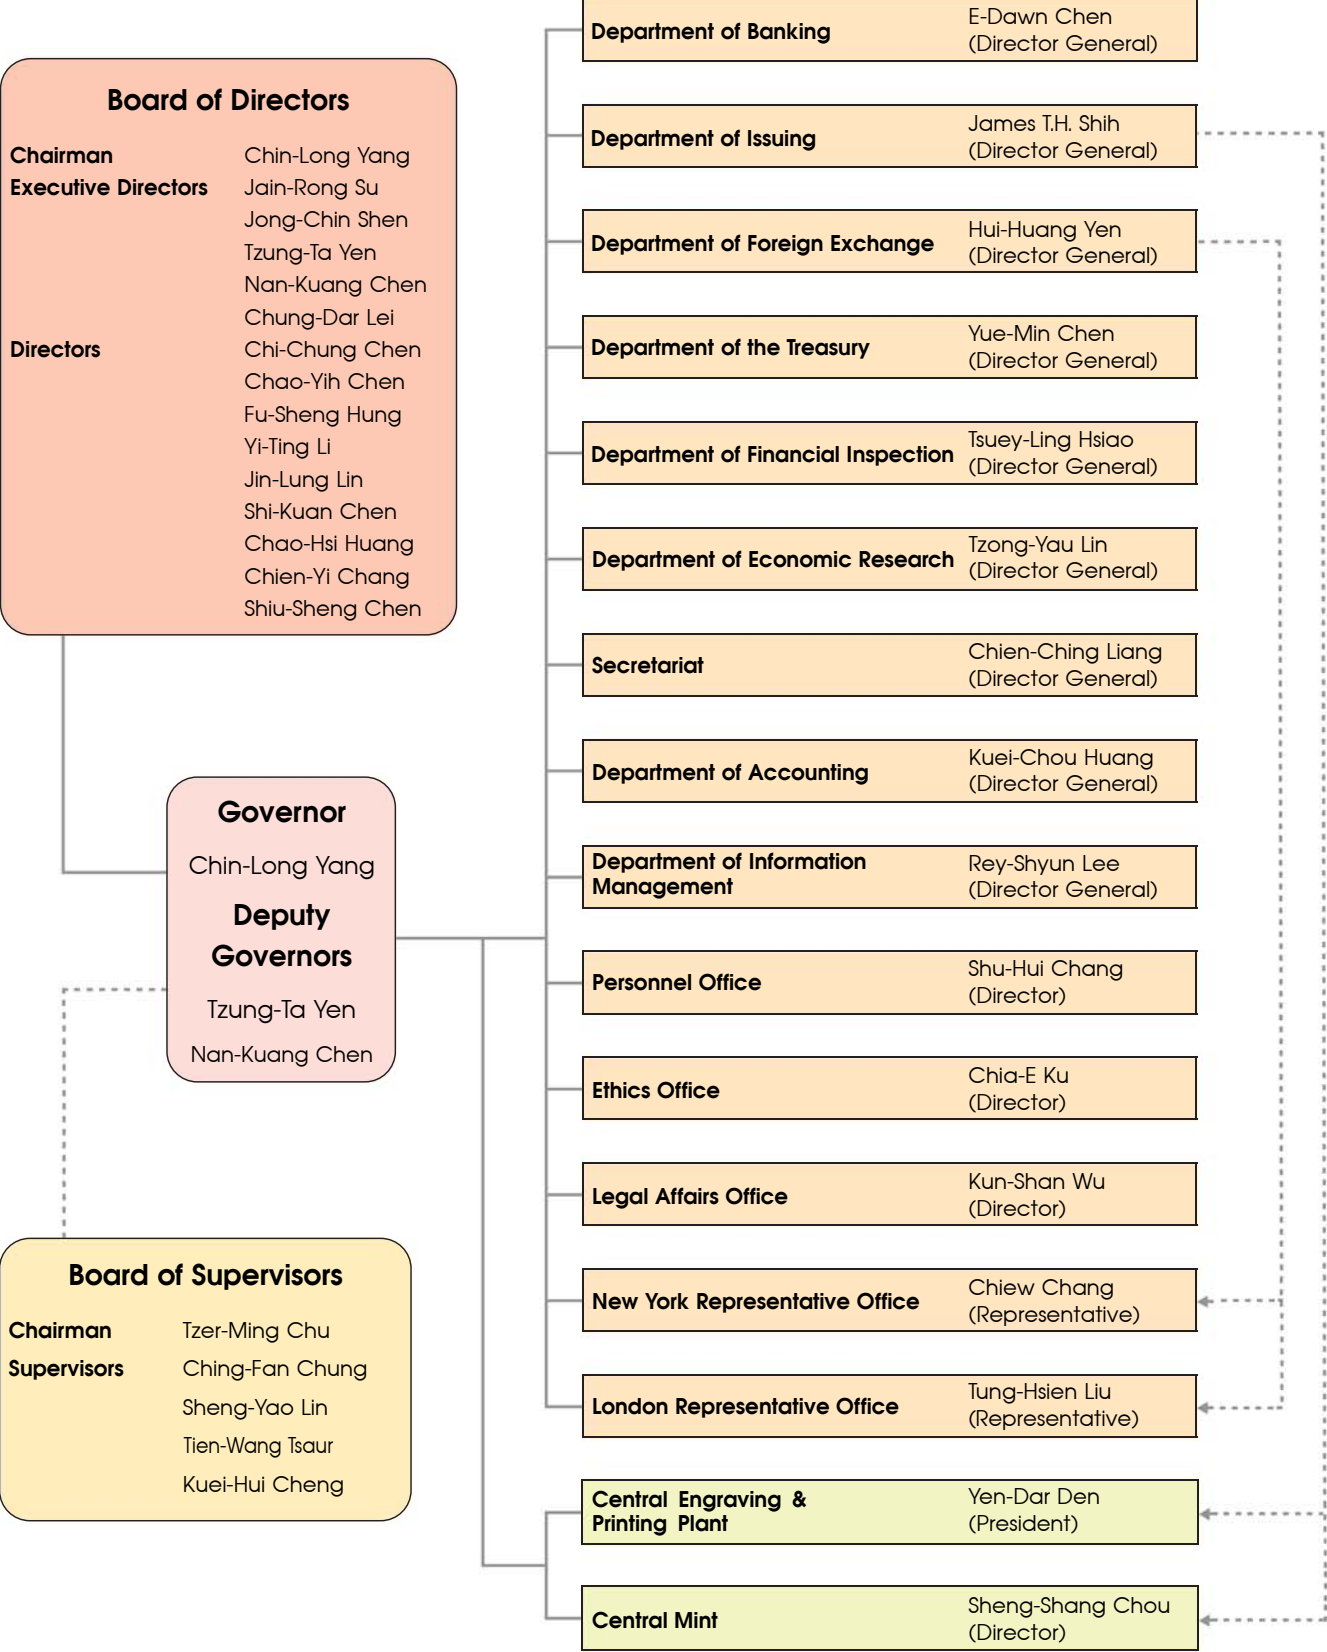 Board of Directors
Chairman Chin-Long Yang
Executive Directors Jain-Rong Su
Jong-Chin Shen
Tzung-Ta Yen
Nan-Kuang Chen
Chung-Dar Lei
Directors Chi-Chung Chen
Chao-Yih Chen
Fu-Sheng Hung
Yi-Ting Li
Jin-Lung Lin
Shi-Kuan Chen
Chao-Hsi Huang
Chien-Yi Chang
Shiu-Sheng Chen
Governor
Chin-Long Yang
Deputy
Governors
Tzung-Ta Yen
Nan-Kuang Chen
Board of Supervisors
Chairman Tzer-Ming Chu
Supervisors Ching-Fan Chung
Sheng-Yao Lin
Tien-Wang Tsaur
Kuei-Hui Cheng
Department of Banking
E-Dawn Chen
(Director General)
Department of Issuing
James T.H. Shih
(Director General)
Department of Foreign Exchange
Hui-Huang Yen
(Director General)
Department of the Treasury
Yue-Min Chen
(Director General)
Department of Financial Inspection
Tsuey-Ling Hsiao
(Director General)
Department of Economic Research
Tzong-Yau Lin
(Director General)
Secretariat
Chien-Ching Liang
(Director General)
Department of Accounting
Kuei-Chou Huang
(Director General)
Department of Information
Management
Rey-Shyun Lee
(Director General)
Personnel Office
Shu-Hui Chang
(Director)
Ethics Office
Chia-E Ku
(Director)
Legal Affairs Office
Kun-Shan Wu
(Director)
New York Representative Office
Chiew Chang
(Representative)
London Representative Office
Tung-Hsien Liu
(Representative)
Central Engraving &
Printing Plant
Yen-Dar Den
(President)
Central Mint
Sheng-Shang Chou
(Director)